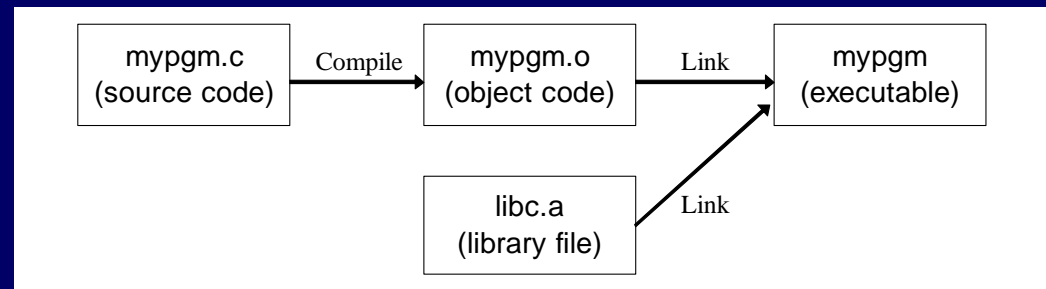 mypgm.c
(source code)
Compile
mypgm.o
(object code)
Link
mypgm
(executable)
libc.a
(library file)
Link